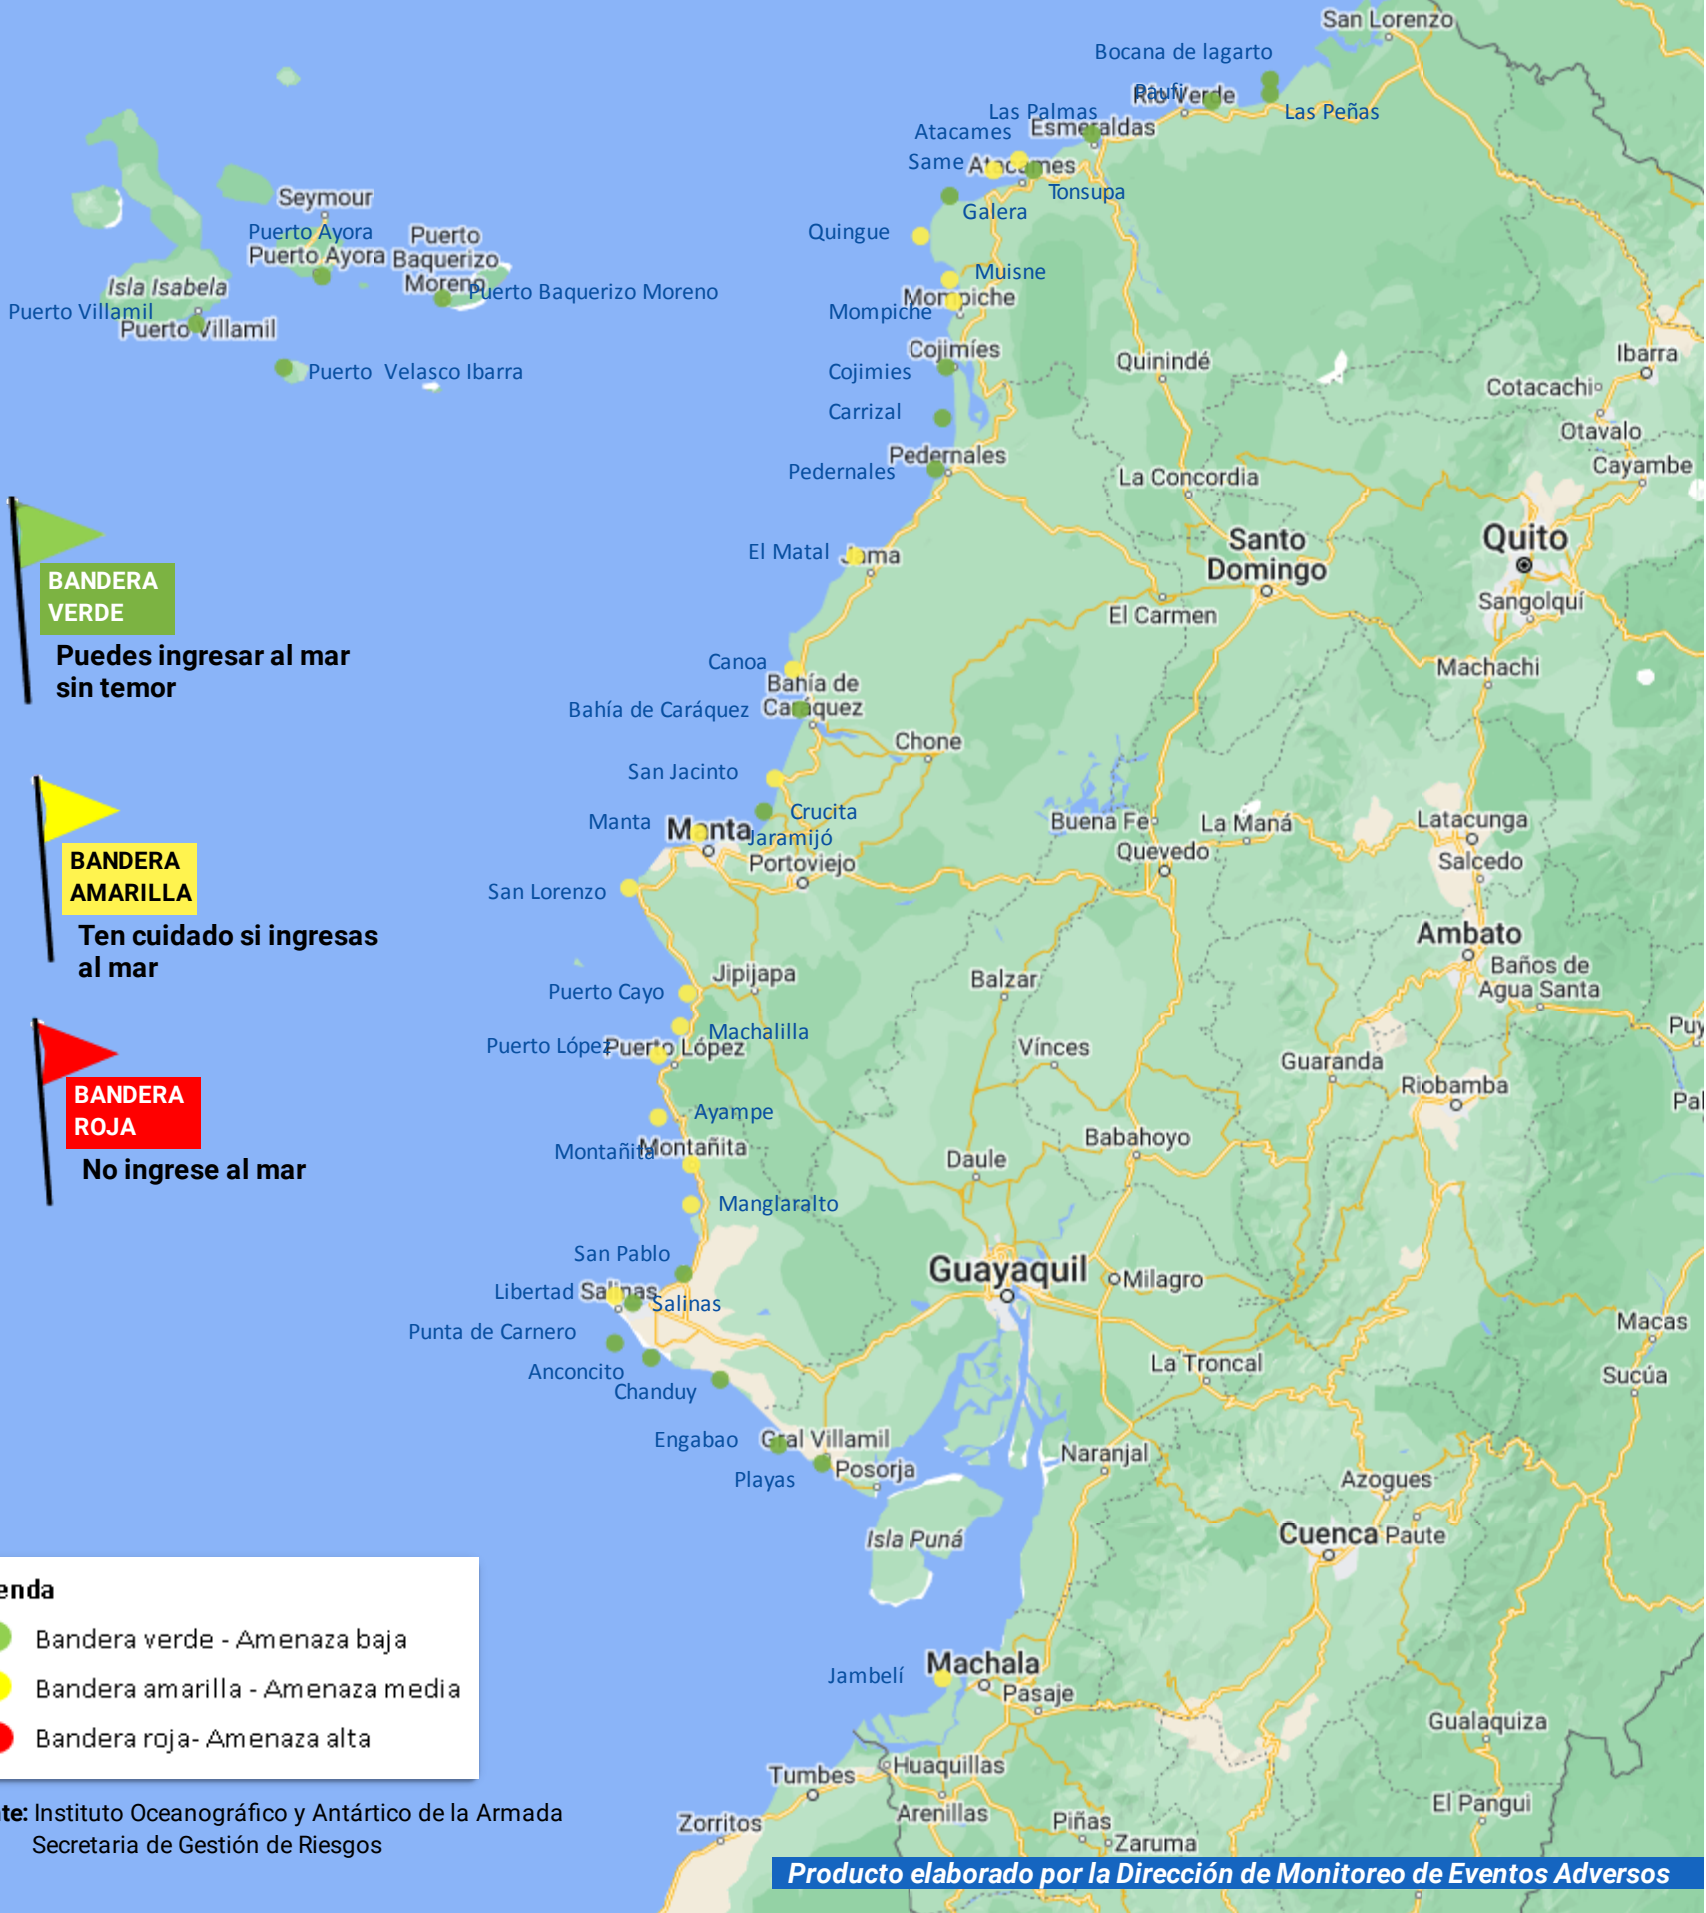 San Lorenzo
Bocana de lagarto
Río Verde
Las Palmas
Las Peñas
Atacames
Esmeraldas
Same
Atacames
Tonsupa
Galera
Quingue
Muisne
Mompiche
Mompiche
Cojimíes
Cojimies
Carrizal
Pedernales
Pedernales
El Matal
Jama
Canoa
Bahía de
Caráquez
Bahía de Caráquez
Chone
San Jacinto
Crucita
Manta
Manta
Jaramijó
Portoviejo
San Lorenzo
Jipijapa
Puerto Cayo
Machalilla
Puerto López
Puerto López
Ayampe
Montañita
Montañita
Manglaralto
San Pablo
Libertad
Salinas
Salinas
Punta de Carnero
Anconcito
Chanduy
Engabao
Gral Villamil
Playas
Posorja
Isla Puná
Jambelí
Machala
Pasaje
Huaquillas
Tumbes
Arenillas
Zorritos
Piñas
Zaruma
Seymour
Puerto Ayora
Puerto Ayora
Puerto
Baquerizo
Moreno
Puerto Baquerizo Moreno
Isla Isabela
Puerto Villamil
Puerto Villamil
Puerto Velasco Ibarra
Quinindé
Ibarra
Cotacachi
Otavalo
Cayambe
La Concordia
Santo
Domingo
Quito
Sangolquí
El Carmen
Machachi
Buena Fe
La Maná
Latacunga
Quevedo
Salcedo
Ambato
Baños de
Agua Santa
Balzar
Vínces
Guaranda
Riobamba
Puy
Pal
Babahoyo
Daule
Guayaquil
Milagro
Macas
La Troncal
Sucúa
Naranjal
Azogues
Cuenca
Paute
Gualaquiza
El Pangui
BANDERA
VERDE
Puedes ingresar al mar
sin temor
BANDERA
AMARILLA
Ten cuidado si ingresas
al mar
BANDERA
ROJA
No ingrese al mar
enda
Bandera verde - Amenaza baja
Bandera amarilla - Amenaza media
Bandera roja- Amenaza alta
te: Instituto Oceanográfico y Antártico de la Armada
Secretaria de Gestión de Riesgos
Producto elaborado por la Dirección de Monitoreo de Eventos Adversos